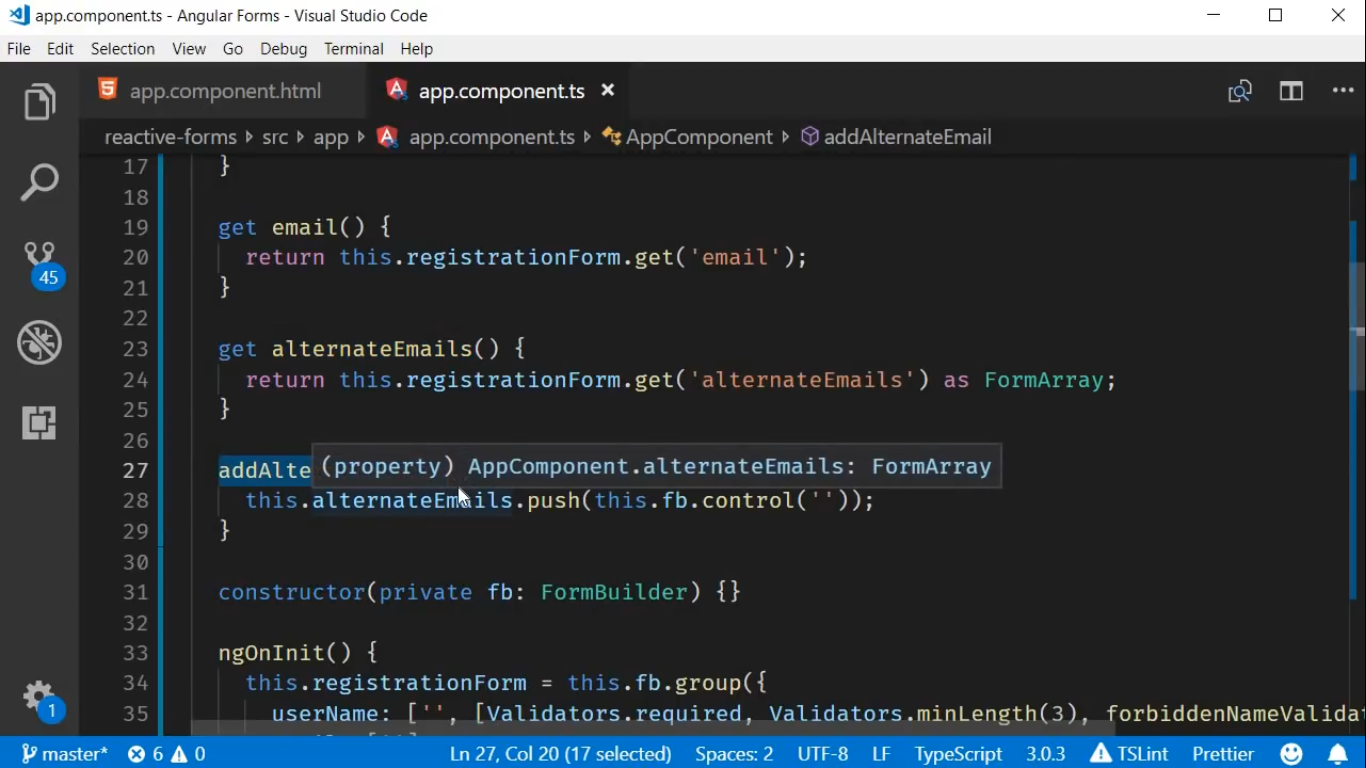 app.component.ts - Angular Forms - Visual Studio Code
File Edit Selection View Go Debug Terminal Help
app.component.html app.component.ts
reactive-forms src app app.component.ts AppComponent addAlternateEmail
17 }
18
19 get email() {
20 return this.registrationForm.get('email');
21 }
22
23 get alternateEmails() {
24 return this.registrationForm.get('alternateEmails') as FormArray;
25 }
26
27 addAlte (property) AppComponent.alternateEmails: FormArray
28 this.alternateEmails.push(this.fb.control(''));
29 }
30
31 constructor(private fb: FormBuilder) {}
32
33 ngOnInit() {
34 this.registrationForm = this.fb.group({
35 userName: ['', [Validators.required, Validators.minLength(3), forbiddenNameValidat
45
1
master* 6 0 Ln 27, Col 20 (17 selected) Spaces: 2 UTF-8 LF TypeScript 3.0.3 TSLint Prettier